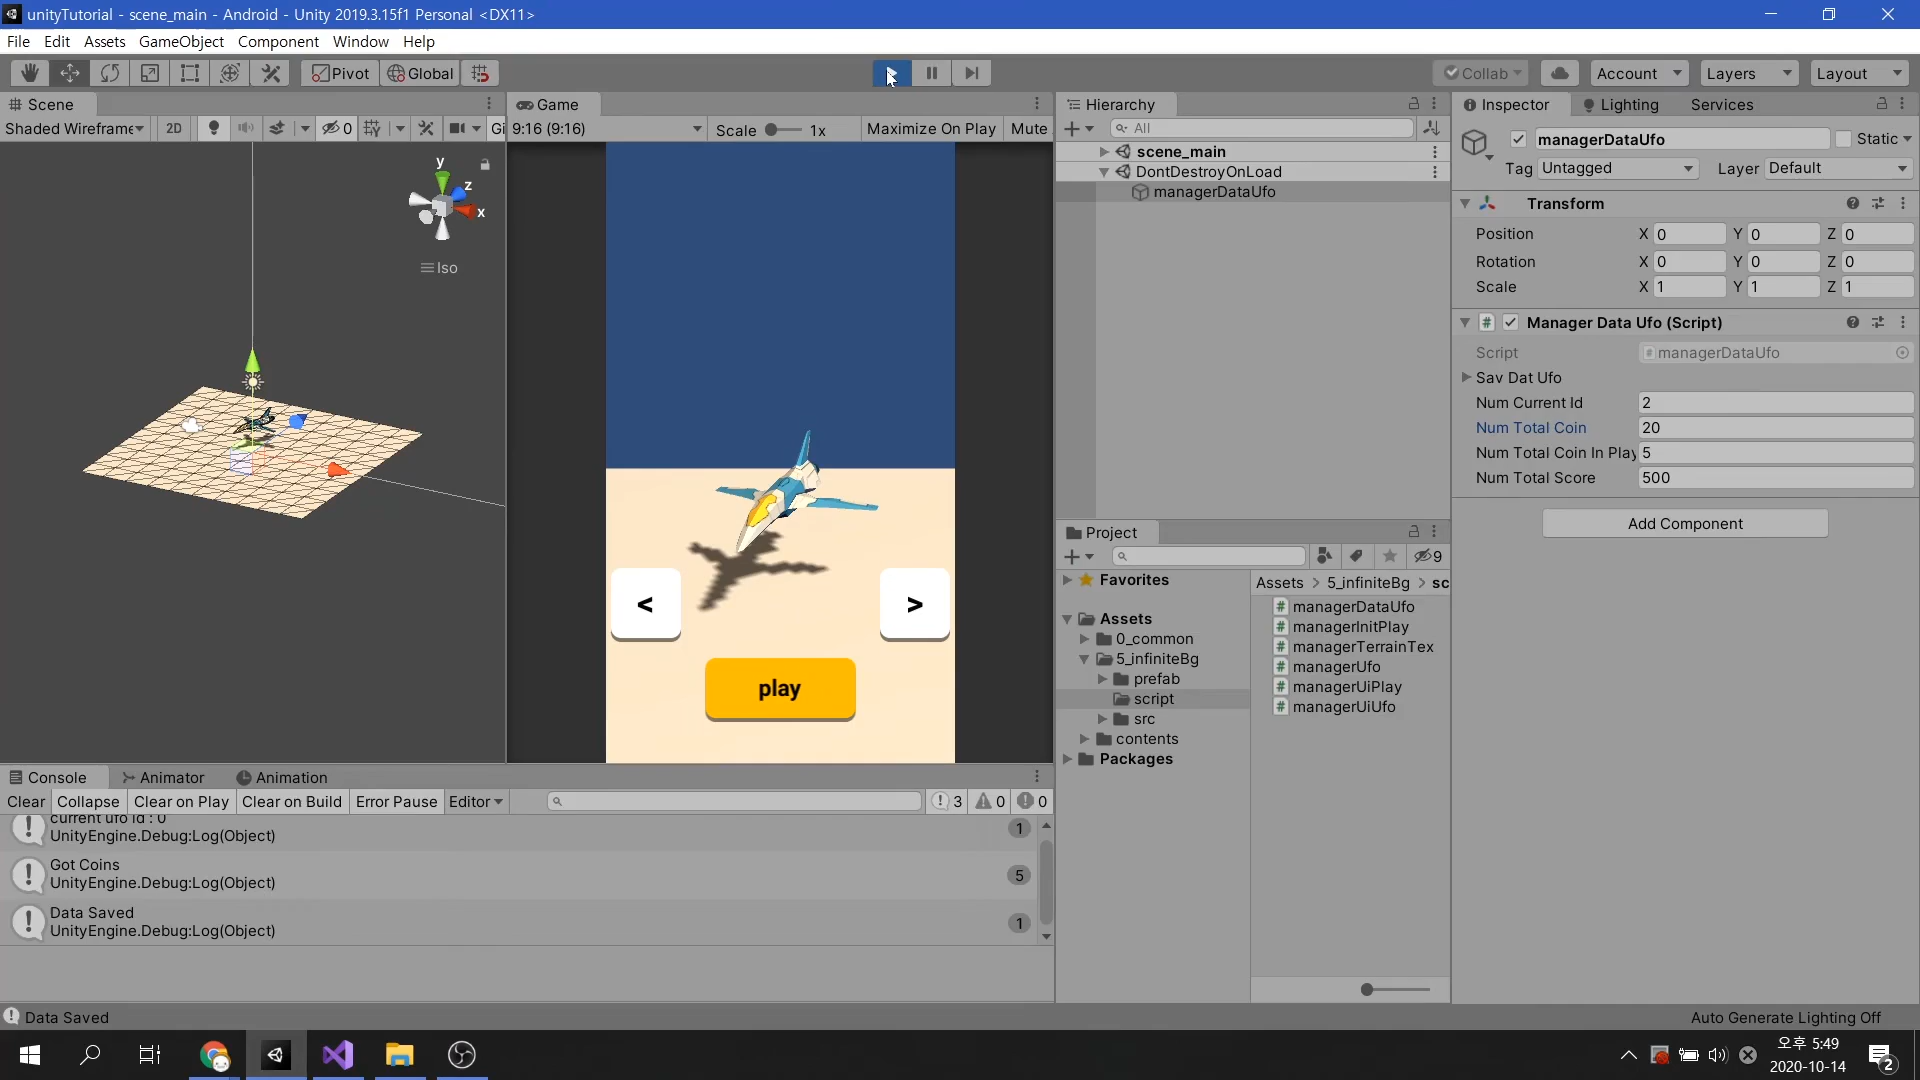 unityTutorial - scene_main - Android - Unity 2019.3.15f1 Personal <DX11>
File Edit Assets GameObject Component Window Help
Pivot Global Collab Account Layers Layout
Scene
Shaded Wireframe 2D 0 Gi
y
z
x
Iso
Game
9:16 (9:16) Scale 1x Maximize On Play Mute
< >
play
Hierarchy
All
scene_main
DontDestroyOnLoad
managerDataUfo
Project
9
Favorites
Assets
0_common
5_infiniteBg
prefab
script
src
contents
Packages
Assets > 5_infiniteBg > sc
managerDataUfo
managerInitPlay
managerTerrainTex
managerUfo
managerUiPlay
managerUiUfo
Inspector Lighting Services
managerDataUfo Static
Tag Untagged Layer Default
Transform
Position X 0 Y 0 Z 0
Rotation X 0 Y 0 Z 0
Scale X 1 Y 1 Z 1
Manager Data Ufo (Script)
Script managerDataUfo
Sav Dat Ufo
Num Current Id 2
Num Total Coin 20
Num Total Coin In Play 5
Num Total Score 500
Add Component
Console Animator Animation
Clear Collapse Clear on Play Clear on Build Error Pause Editor 3 0 0
current ufo id : 0
UnityEngine.Debug:Log(Object) 1
Got Coins
UnityEngine.Debug:Log(Object) 5
Data Saved
UnityEngine.Debug:Log(Object) 1
Data Saved Auto Generate Lighting Off
오후 5:49
2020-10-14
2